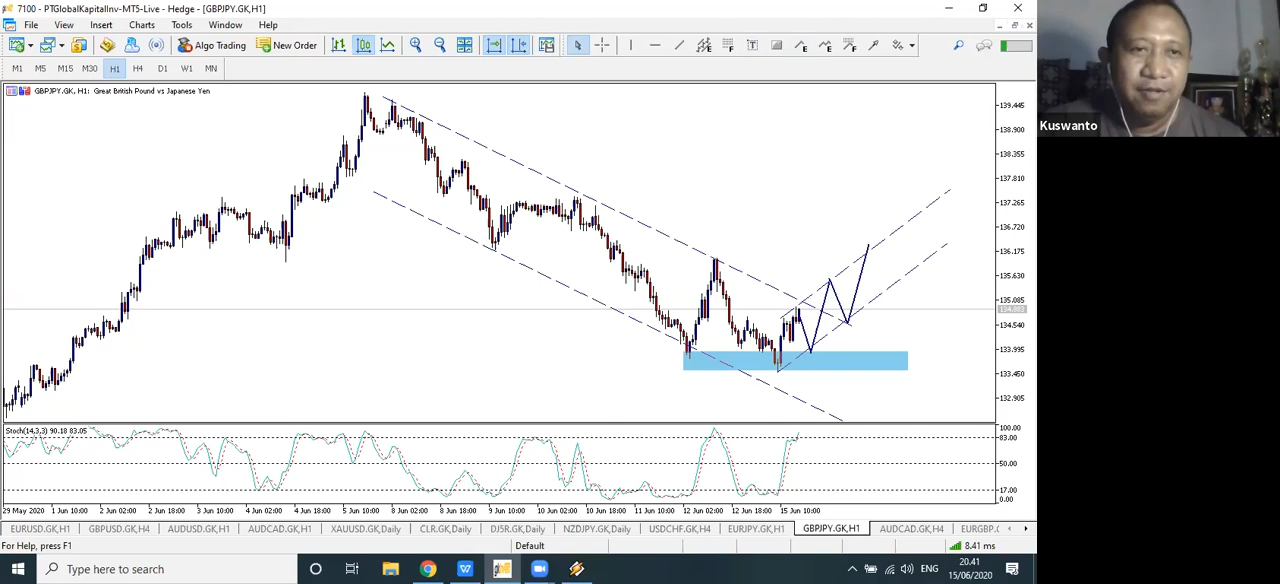 7100 - PTGlobalKapitalInv-MT5-Live - Hedge - [GBPJPY.GK,H1]
File View Insert Charts Tools Window Help
Algo Trading New Order
M1 M5 M15 M30 H1 H4 D1 W1 MN
GBPJPY.GK, H1: Great British Pound vs Japanese Yen
139.445
138.900
138.355
137.810
137.265
136.720
136.175
135.630
135.085
134.540
133.995
133.450
132.905
Stoch(14,3,3) 90.18 83.05
100.00
83.00
50.00
17.00
0.00
29 May 2020 1 Jun 10:00 2 Jun 02:00 2 Jun 18:00 3 Jun 10:00 4 Jun 02:00 4 Jun 18:00 5 Jun 10:00 8 Jun 02:00 8 Jun 18:00 9 Jun 10:00 10 Jun 02:00 10 Jun 18:00 11 Jun 10:00 12 Jun 02:00 12 Jun 18:00 15 Jun 10:00
EURUSD.GK,H1 GBPUSD.GK,H4 AUDUSD.GK,H1 AUDCAD.GK,H1 XAUUSD.GK,Daily CLR.GK,Daily DJ5R.GK,Daily NZDJPY.GK,Daily USDCHF.GK,H4 EURJPY.GK,H1 GBPJPY.GK,H1 AUDCAD.GK,H4 EURGBP.G
For Help, press F1 Default 8.41 ms
Type here to search
ENG
20.41
15/06/2020
Kuswanto